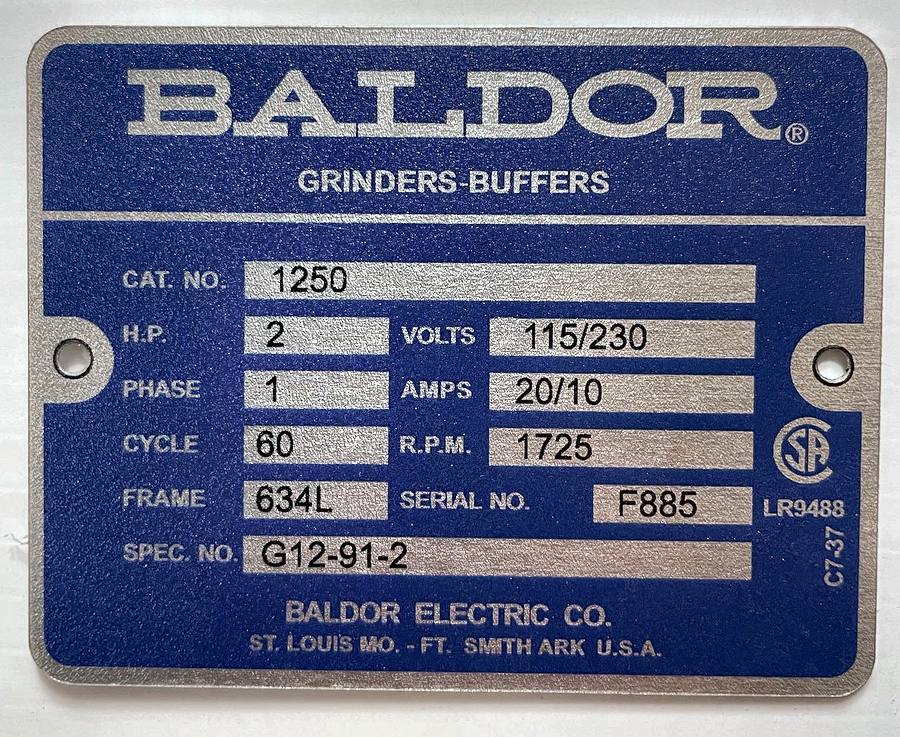 BALDOR®
GRINDERS-BUFFERS
CAT. NO. 1250
H.P. 2 VOLTS 115/230
PHASE 1 AMPS 20/10
CYCLE 60 R.P.M. 1725
FRAME 634L SERIAL NO. F885
SPEC. NO. G12-91-2
SA
LR9488
C7-37
BALDOR ELECTRIC CO.
ST. LOUIS MO. - FT. SMITH ARK U.S.A.